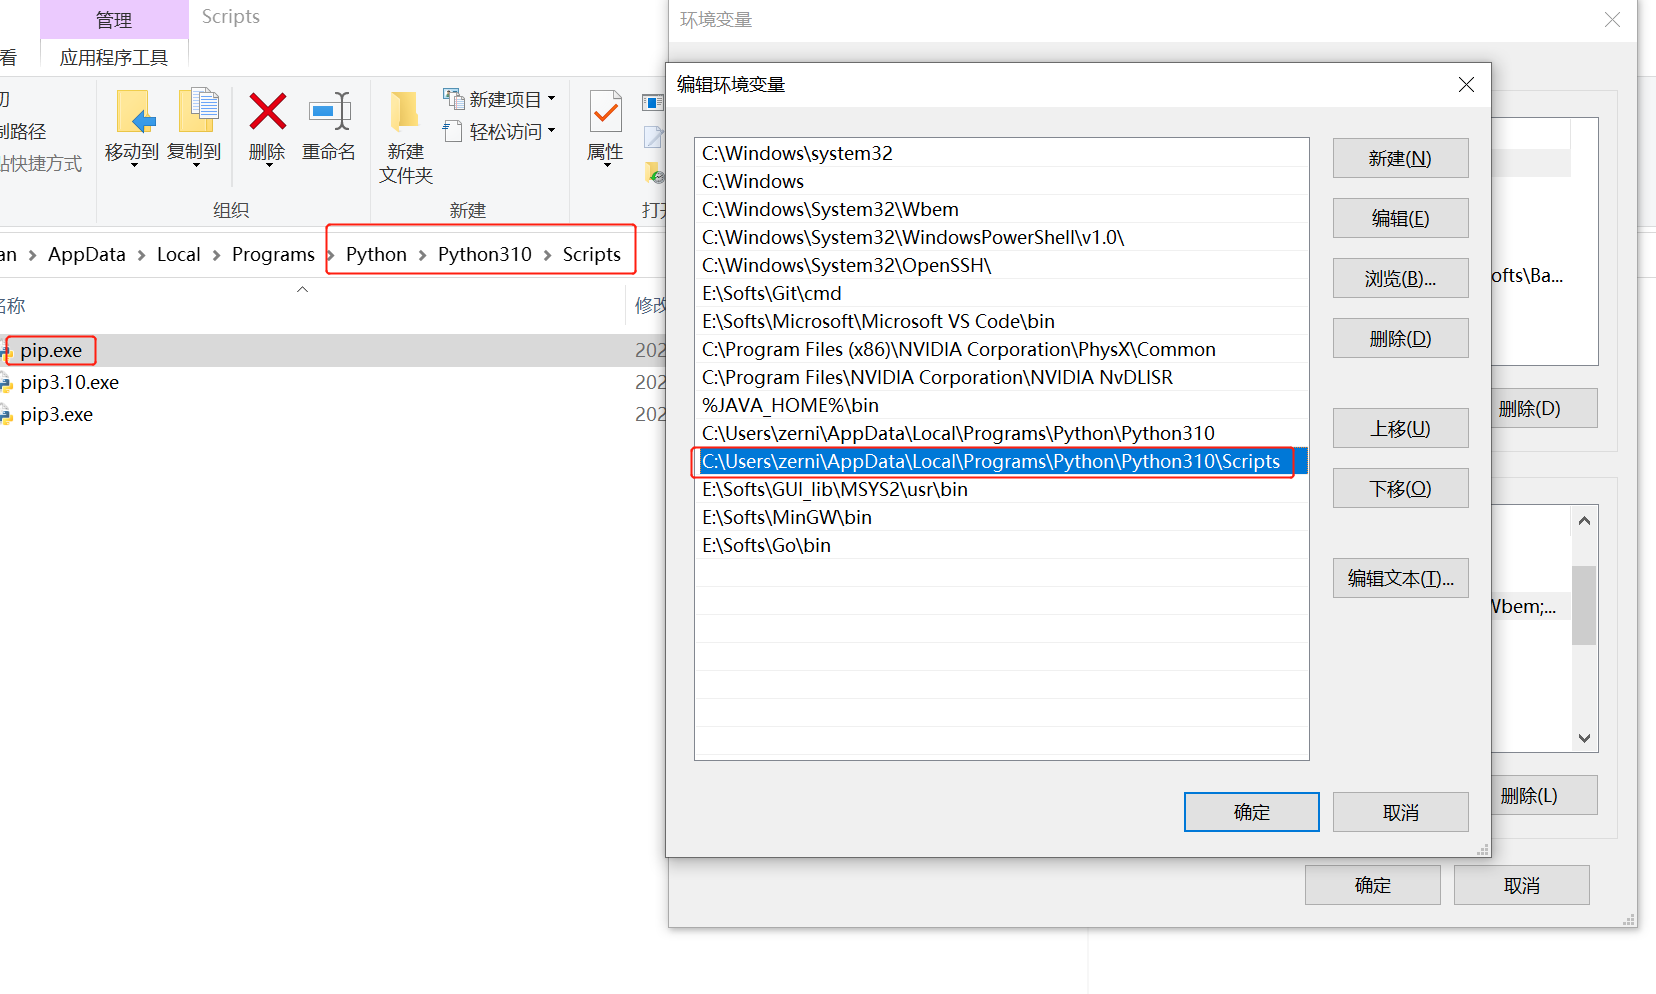 管理
Scripts
看
应用程序工具
切
制路径
贴快捷方式
移动到
复制到
删除
重命名
新建
文件夹
新建项目
轻松访问
属性
组织
新建
打开
an
AppData
Local
Programs
Python
Python310
Scripts
名称
修改
pip.exe
202
pip3.10.exe
202
pip3.exe
202
环境变量
编辑环境变量
C:\Windows\system32
C:\Windows
C:\Windows\System32\Wbem
C:\Windows\System32\WindowsPowerShell\v1.0\
C:\Windows\System32\OpenSSH\
E:\Softs\Git\cmd
E:\Softs\Microsoft\Microsoft VS Code\bin
C:\Program Files (x86)\NVIDIA Corporation\PhysX\Common
C:\Program Files\NVIDIA Corporation\NVIDIA NvDLISR
%JAVA_HOME%\bin
C:\Users\zerni\AppData\Local\Programs\Python\Python310
C:\Users\zerni\AppData\Local\Programs\Python\Python310\Scripts
E:\Softs\GUI_lib\MSYS2\usr\bin
E:\Softs\MinGW\bin
E:\Softs\Go\bin
新建(N)
编辑(E)
浏览(B)...
删除(D)
上移(U)
下移(O)
编辑文本(T)...
确定
取消
ofts\Ba...
删除(D)
Wbem;...
删除(L)
确定
取消